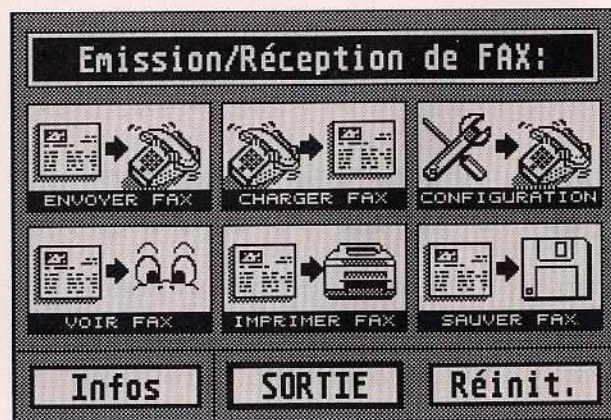 Emission/Réception de FAX:
ENVOYER FAX CHARGER FAX CONFIGURATION
VOIR FAX IMPRIMER FAX SAUVER FAX
Infos SORTIE Réinit.